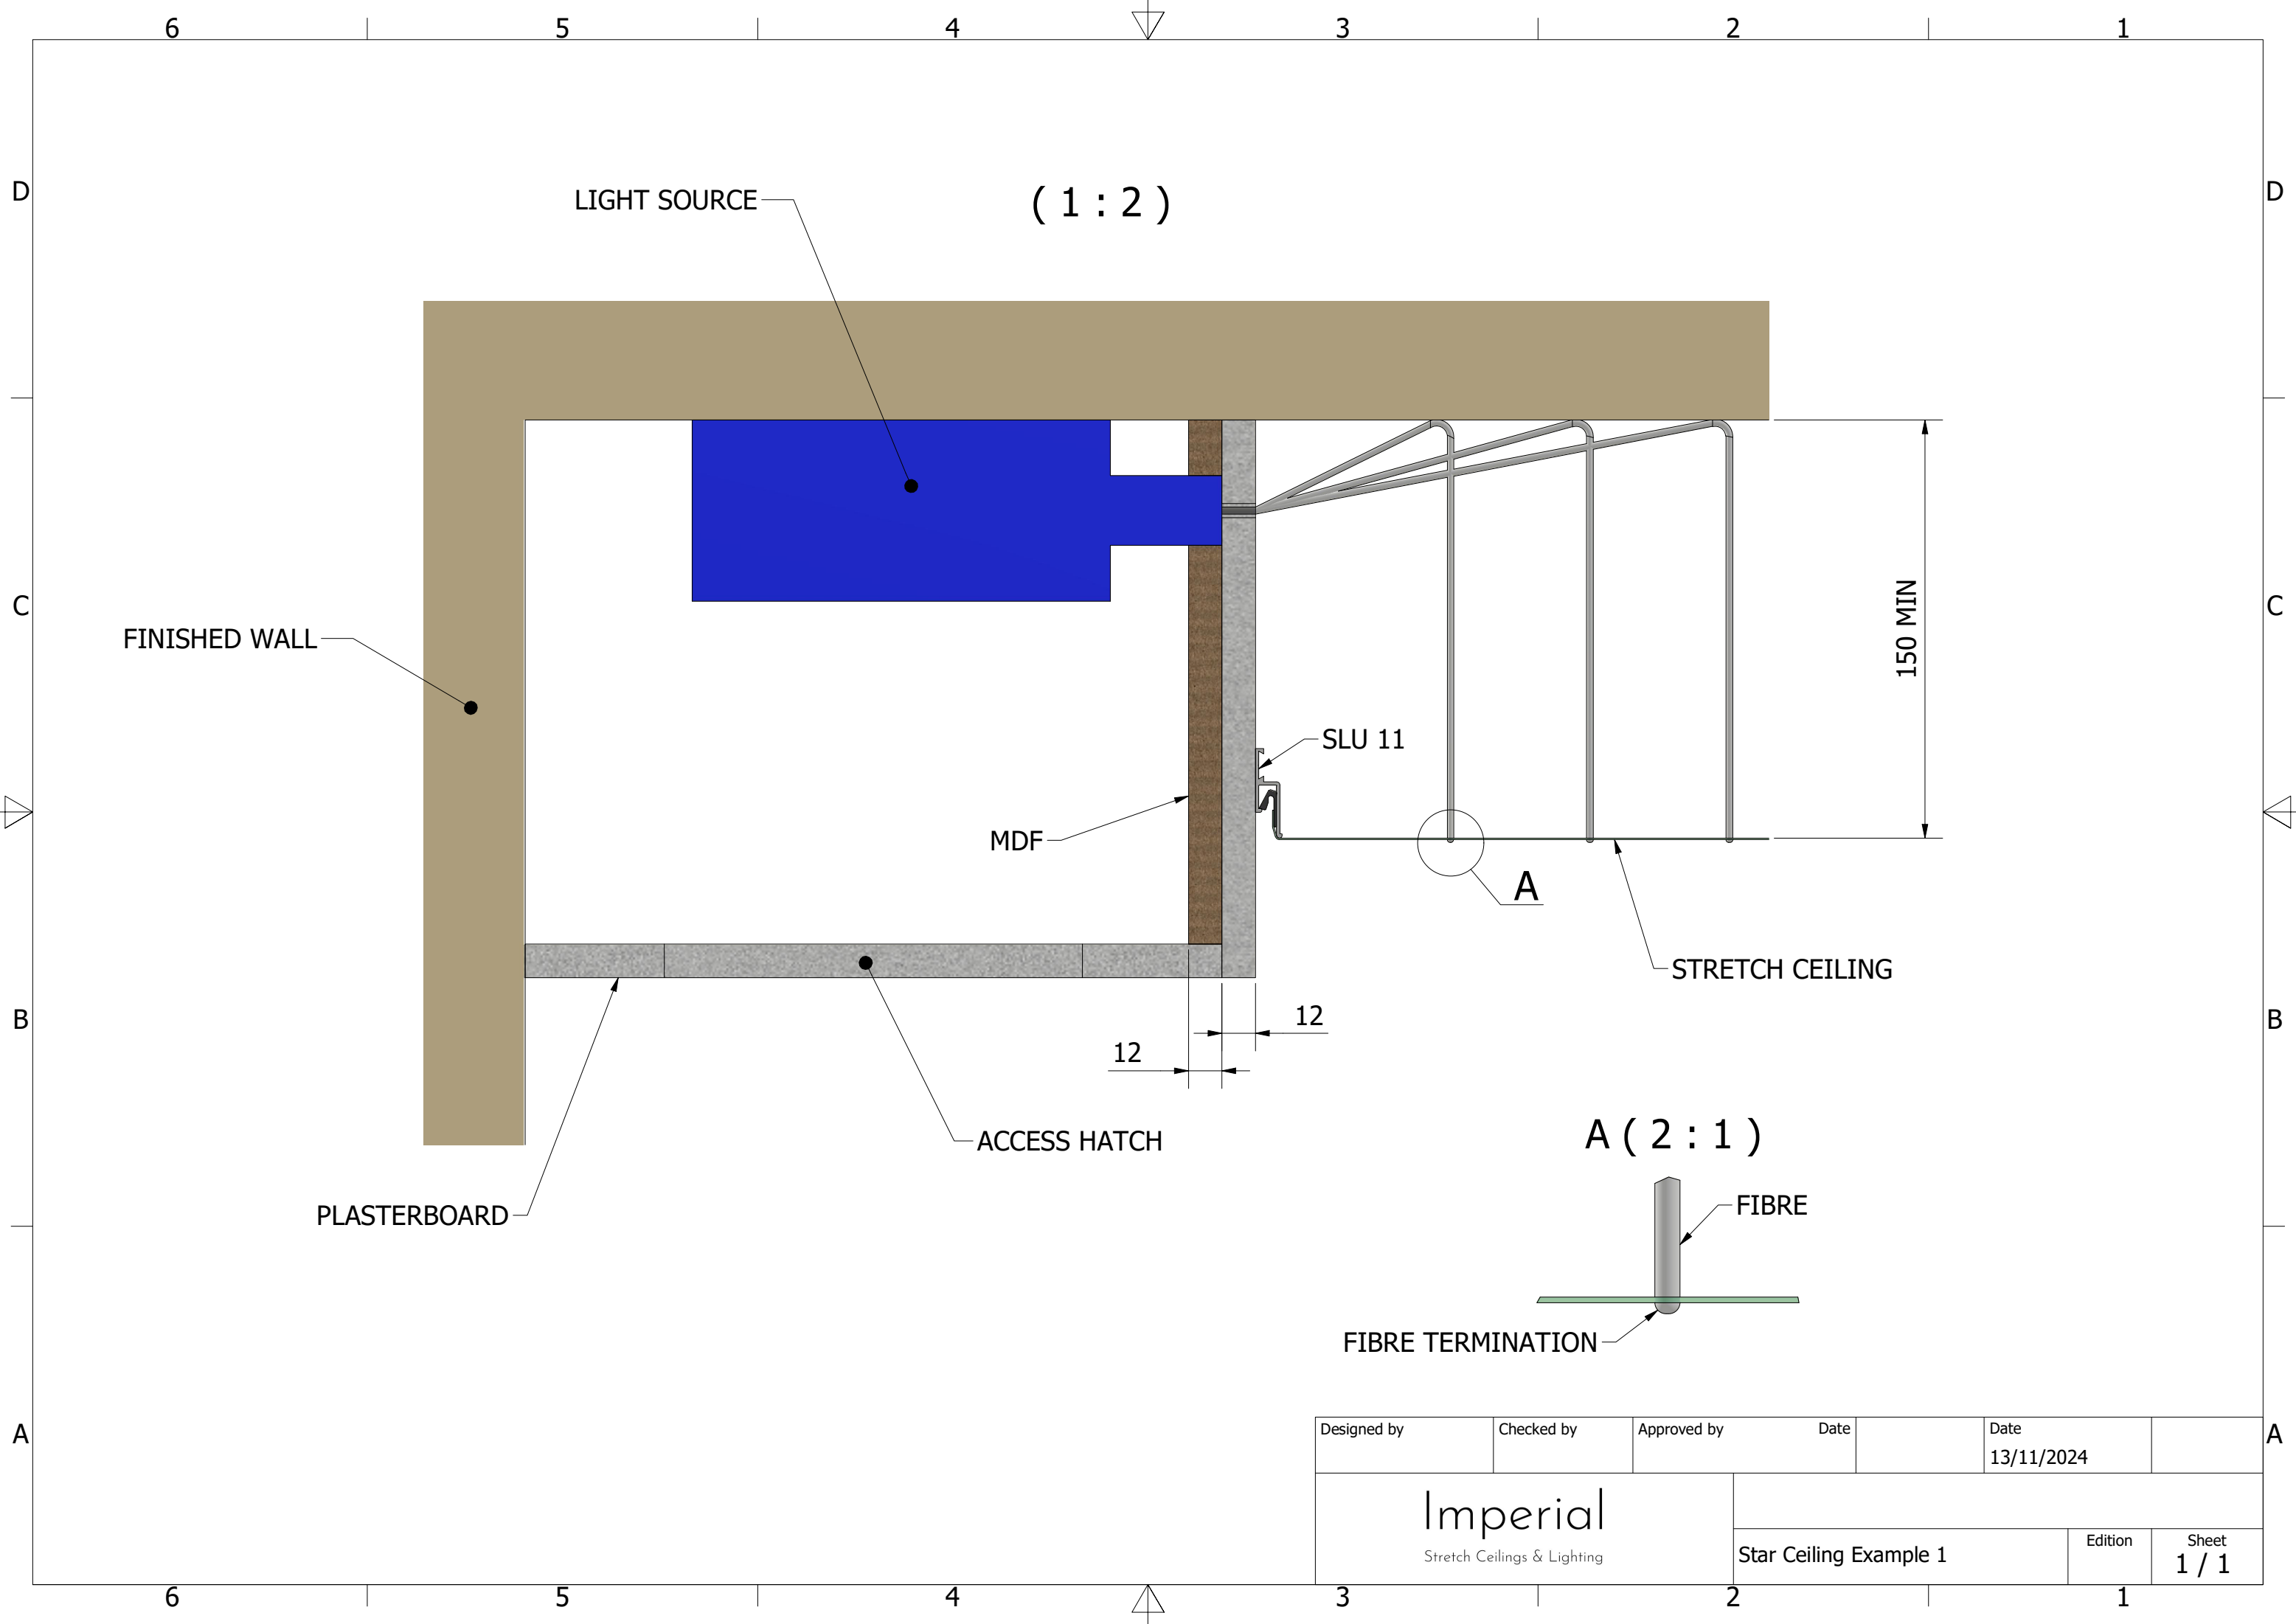 6 5 4 3 2 1
D D
( 1 : 2 )
LIGHT SOURCE
C C
FINISHED WALL
150 MIN
SLU 11
MDF
A
STRETCH CEILING
B B
12
12
ACCESS HATCH
A ( 2 : 1 )
PLASTERBOARD
FIBRE
FIBRE TERMINATION
A A
Designed by Checked by Approved by Date Date
13/11/2024
Imperial
Stretch Ceilings & Lighting
Star Ceiling Example 1
Edition Sheet
1 / 1
6 5 4 3 2 1